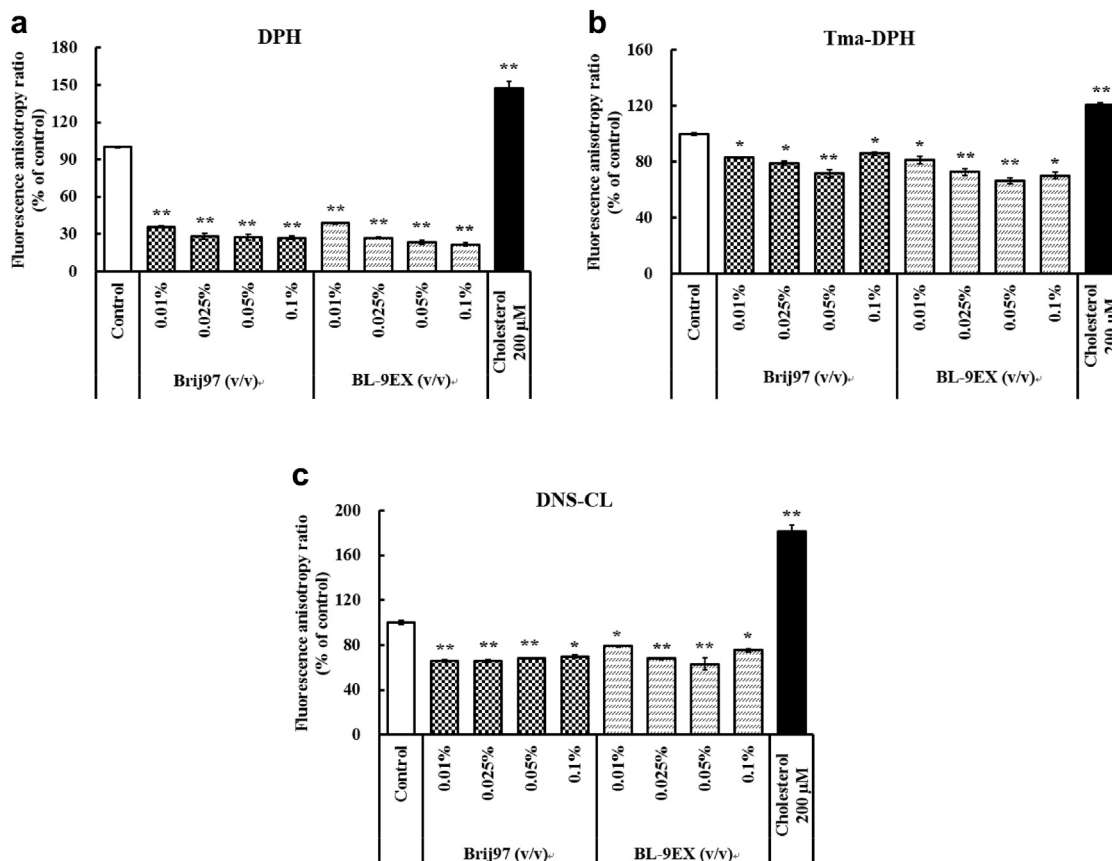 a
DPH
Fluorescence anisotropy ratio
(% of control)
180
150
120
90
60
30
0
**
**
**
**
**
**
**
**
**
Control
0.01%
0.025%
0.05%
0.1%
0.01%
0.025%
0.05%
0.1%
Cholesterol
200 μM
Brij97 (v/v)
BL-9EX (v/v)
b
Tma-DPH
Fluorescence anisotropy ratio
(% of control)
160
120
80
40
0
*
*
**
*
*
**
**
*
**
Control
0.01%
0.025%
0.05%
0.1%
0.01%
0.025%
0.05%
0.1%
Cholesterol
200 μM
Brij97 (v/v)
BL-9EX (v/v)
c
DNS-CL
Fluorescence anisotropy ratio
(% of control)
200
160
120
80
40
0
**
**
**
*
*
**
**
*
**
Control
0.01%
0.025%
0.05%
0.1%
0.01%
0.025%
0.05%
0.1%
Cholesterol
200 μM
Brij97 (v/v)
BL-9EX (v/v)